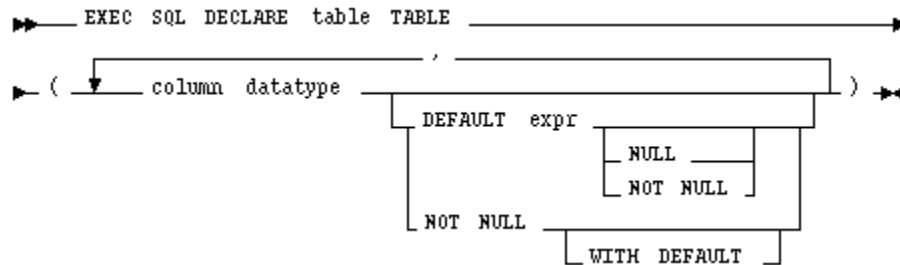 EXEC SQL DECLARE table TABLE
,
( column datatype )
DEFAULT expr
NULL
NOT NULL
NOT NULL
WITH DEFAULT